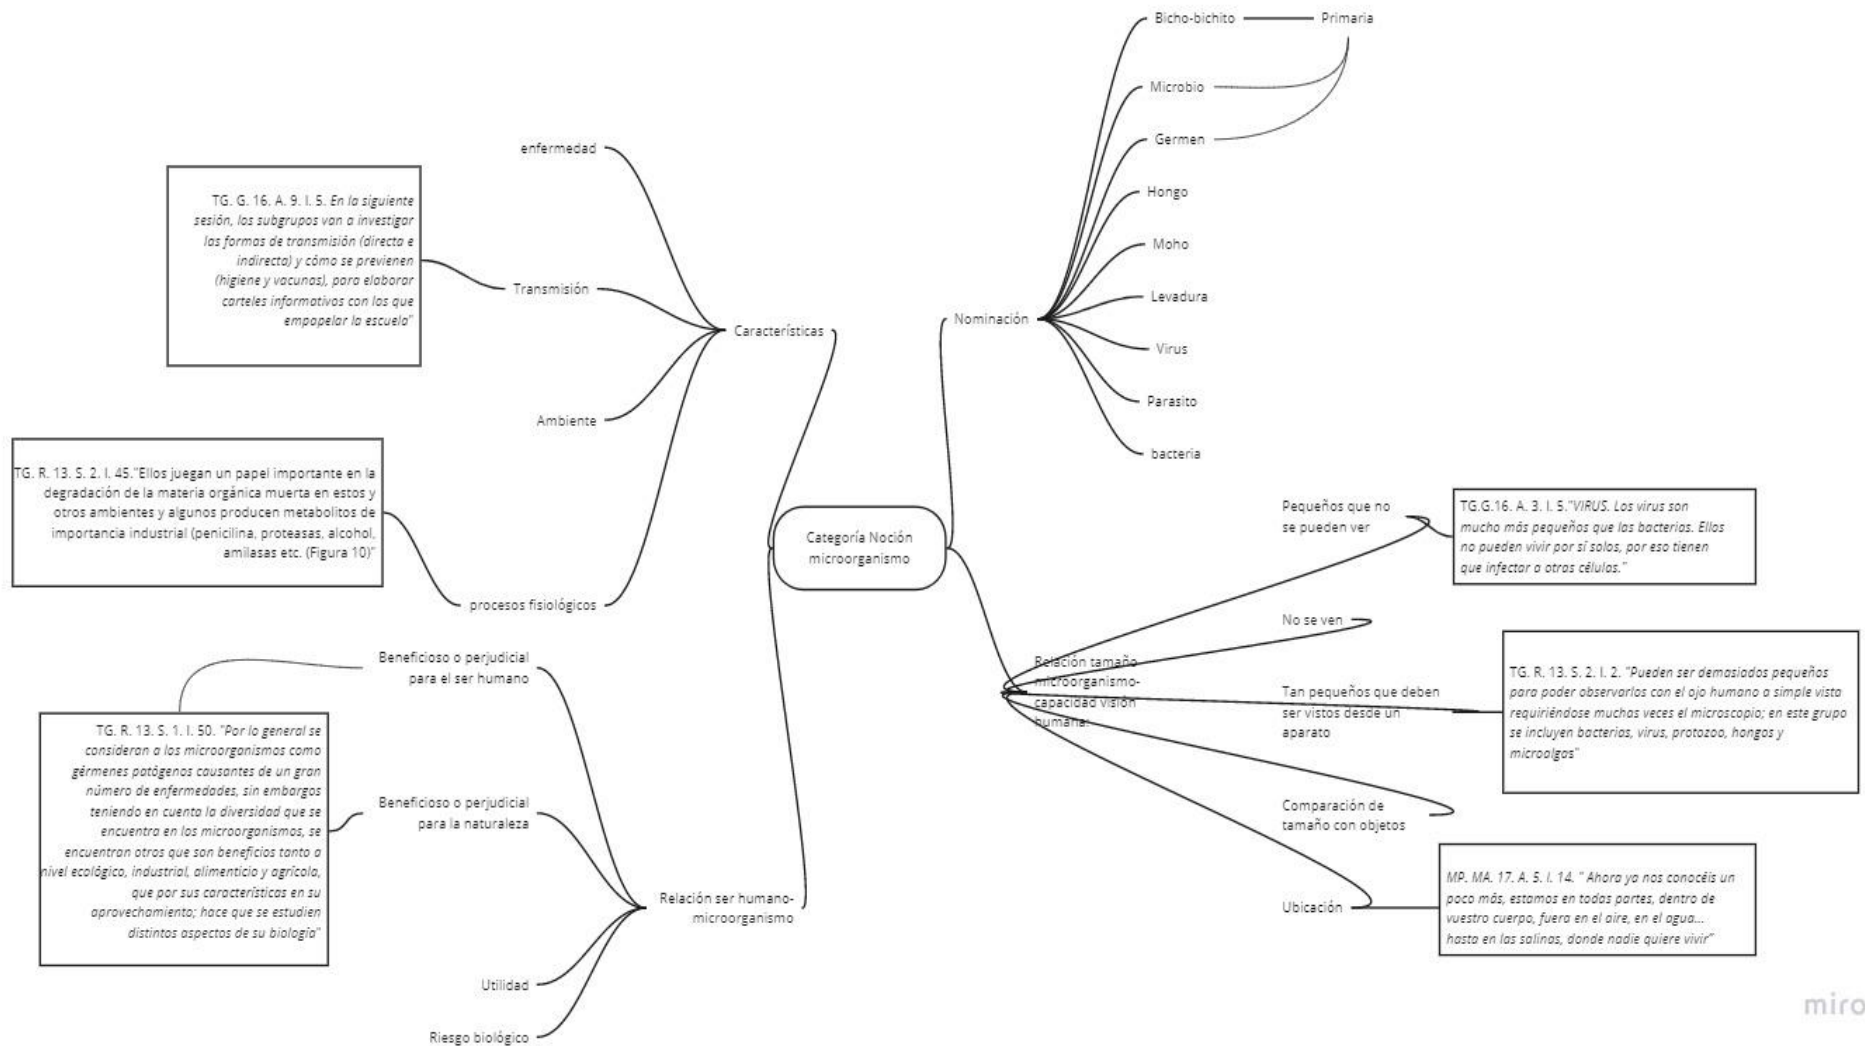 Bicho-bichito
Primaria
Microbio
Germen
Hongo
Moho
Levadura
Virus
Parasito
bacteria
Nominación
enfermedad
TG. G. 16. A. 9. I. 5. En la siguiente
sesión, los subgrupos van a investigar
las formas de transmisión (directa e
indirecta) y cómo se previenen
(higiene y vacunas), para elaborar
carteles informativos con los que
empapelar la escuela"
Transmisión
Características
Ambiente
TG. R. 13. S. 2. I. 45."Ellos juegan un papel importante en la
degradación de la materia orgánica muerta en estos y
otros ambientes y algunos producen metabolitos de
importancia industrial (penicilina, proteasas, alcohol,
amilasas etc. (Figura 10)"
procesos fisiológicos
Categoría Noción
microorganismo
Pequeños que no
se pueden ver
TG.G.16. A. 3. I. 5."VIRUS. Los virus son
mucho más pequeños que las bacterias. Ellos
no pueden vivir por sí solos, por eso tienen
que infectar a otras células."
No se ven
Relación tamaño
microorganismo-
capacidad visión
humana:
Tan pequeños que deben
ser vistos desde un
aparato
TG. R. 13. S. 2. I. 2. "Pueden ser demasiados pequeños
para poder observarlos con el ojo humano a simple vista
requiriéndose muchas veces el microscopio; en este grupo
se incluyen bacterias, virus, protozoo, hongos y
microalgas"
Comparación de
tamaño con objetos
Ubicación
MP. MA. 17. A. 5. I. 14. " Ahora ya nos conocéis un
poco más, estamos en todas partes, dentro de
vuestro cuerpo, fuera en el aire, en el agua...
hasta en las salinas, donde nadie quiere vivir"
Beneficioso o perjudicial
para el ser humano
TG. R. 13. S. 1. I. 50. "Por lo general se
consideran a los microorganismos como
gérmenes patógenos causantes de un gran
número de enfermedades, sin embargos
teniendo en cuenta la diversidad que se
encuentra en los microorganismos, se
encuentran otros que son beneficios tanto a
nivel ecológico, industrial, alimenticio y agrícola,
que por sus características en su
aprovechamiento; hace que se estudien
distintos aspectos de su biología"
Beneficioso o perjudicial
para la naturaleza
Relación ser humano-
microorganismo
Utilidad
Riesgo biológico
miro